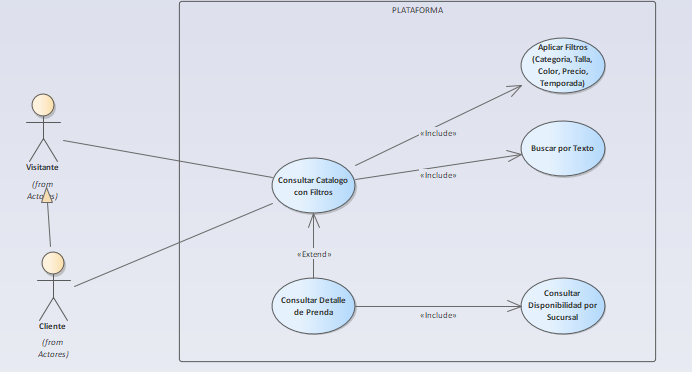 PLATAFORMA
Aplicar Filtros
(Categoria, Talla,
Color, Precio,
Temporada)
«Include»
Buscar por Texto
Visitante
(from
Actores)
«Include»
Consultar Catalogo
con Filtros
«Extend»
Consultar Detalle
de Prenda
Consultar
Disponibilidad por
Sucursal
«Include»
Cliente
(from
Actores)